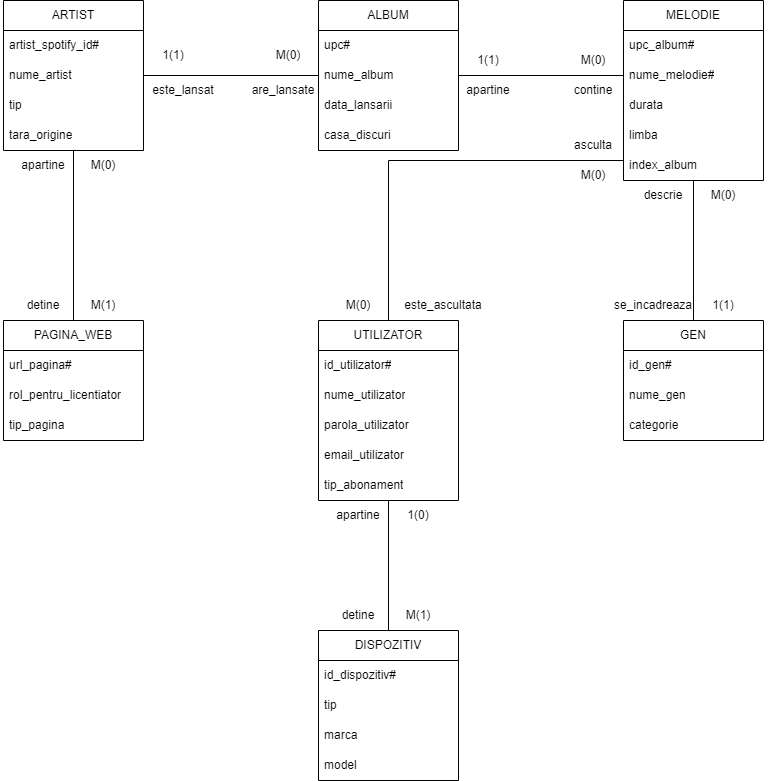 ARTIST
artist_spotify_id#
nume_artist
tip
tara_origine
1(1)
M(0)
este_lansat
are_lansate
ALBUM
upc#
nume_album
data_lansarii
casa_discuri
1(1)
M(0)
apartine
contine
MELODIE
upc_album#
nume_melodie#
durata
limba
index_album
asculta
M(0)
apartine
M(0)
descrie
M(0)
detine
M(1)
M(0)
este_ascultata
se_incadreaza
1(1)
PAGINA_WEB
url_pagina#
rol_pentru_licentiator
tip_pagina
UTILIZATOR
id_utilizator#
nume_utilizator
parola_utilizator
email_utilizator
tip_abonament
GEN
id_gen#
nume_gen
categorie
apartine
1(0)
detine
M(1)
DISPOZITIV
id_dispozitiv#
tip
marca
model